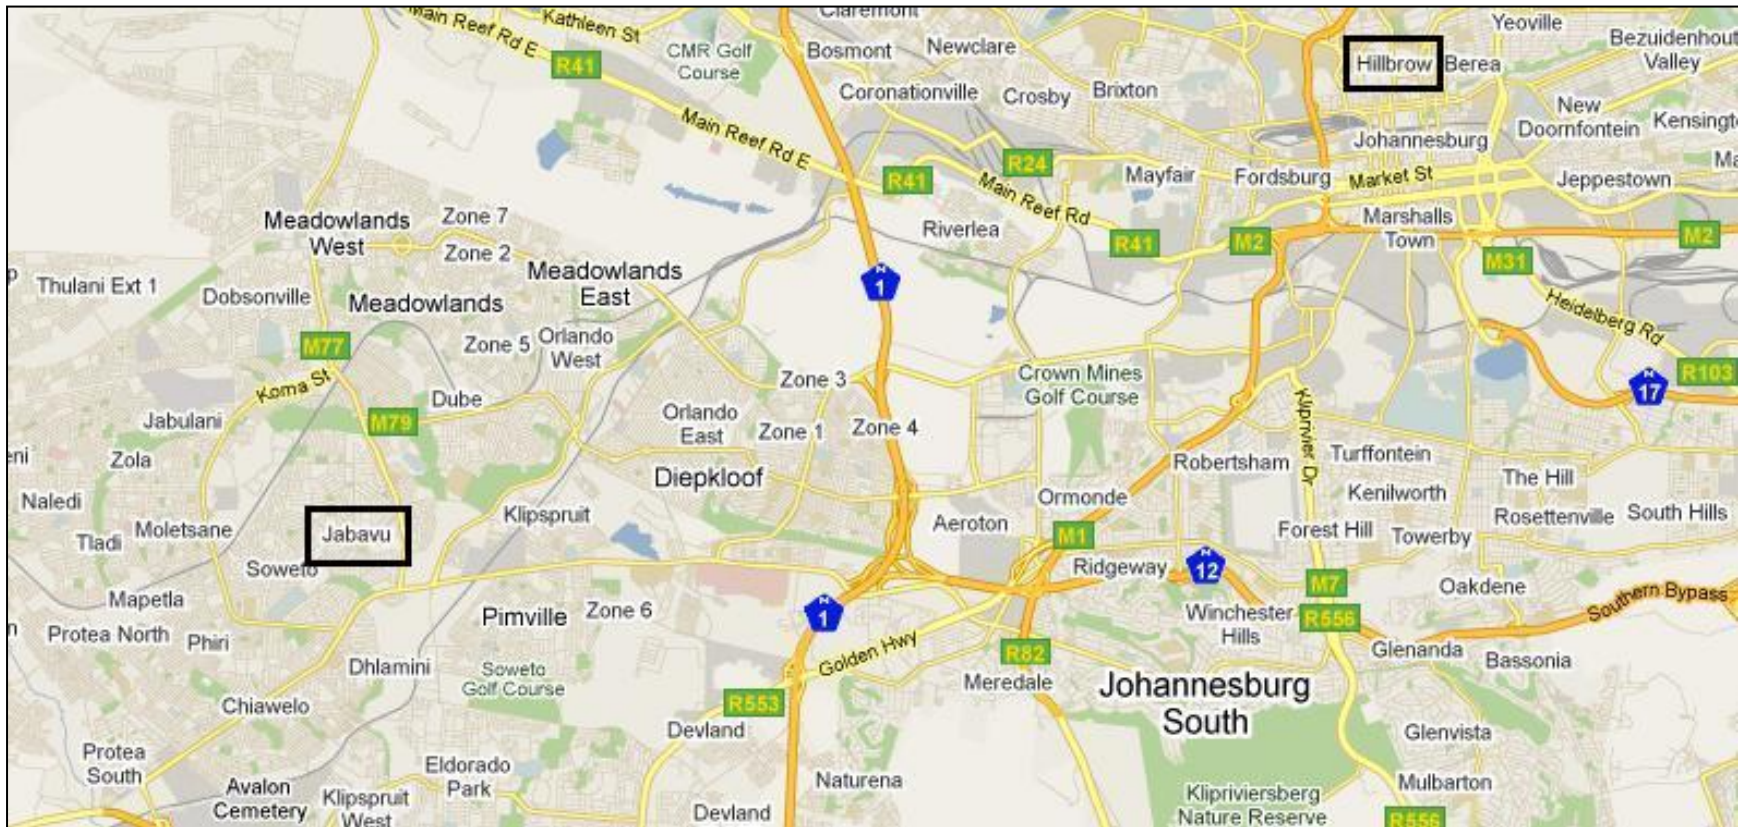 Claremont
Kathleen St
Main Reef Rd E
R41
CMR Golf
Course
Bosmont
Newclare
Hillbrow
Berea
Yeoville
Bezuidenhout
Valley
Coronationville
Crosby
Brixton
New
Doornfontein
Kensingt
Main Reef Rd E
Johannesburg
R24
R41
Main Reef Rd
Mayfair
Fordsburg
Market St
Jeppestown
Ma
Meadowlands
West
Zone 7
Zone 2
Riverlea
R41
M2
Marshalls
Town
M2
M31
Thulani Ext 1
p
Dobsonville
Meadowlands
Meadowlands
East
N
1
Heidelberg Rd
M77
Zone 5
Orlando
West
Koma St
Zone 3
Crown Mines
Golf Course
R103
N
17
Jabulani
M79
Dube
Orlando
East
Zone 1
Zone 4
Kliprivier Dr
eni
Zola
Diepkloof
Robertsham
Turffontein
The Hill
Naledi
Ormonde
Kenilworth
Moletsane
Tladi
Jabavu
Klipspruit
Aeroton
M1
Forest Hill
Towerby
Rosettenville
South Hills
Soweto
Ridgeway
N
12
M7
Oakdene
Mapetla
Pimville
Zone 6
N
1
Winchester
Hills
R556
Southern Bypass
n
Protea North
Phiri
Golden Hwy
R82
Glenanda
Bassonia
Dhlamini
Soweto
Golf Course
Meredale
Johannesburg
South
Chiawelo
R553
Devland
Glenvista
Protea
South
Eldorado
Park
Naturena
Mulbarton
Avalon
Cemetery
Klipspruit
West
Devland
Klipriviersberg
Nature Reserve
R556